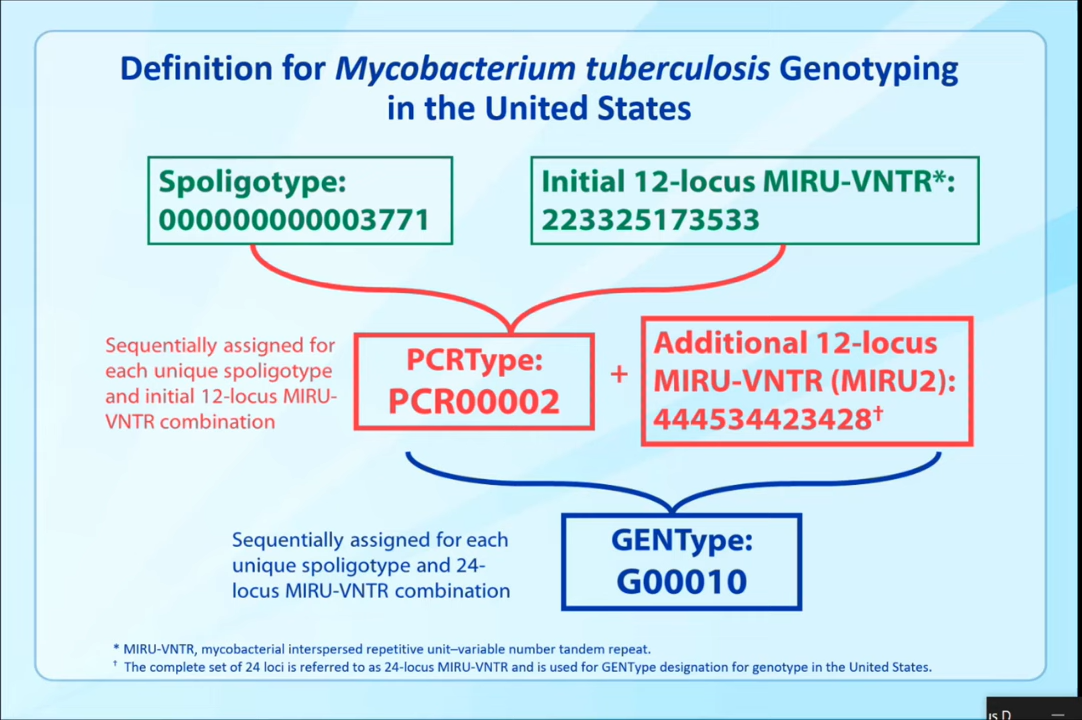 Definition for Mycobacterium tuberculosis Genotyping
in the United States
Spoligotype:
000000000003771
Initial 12-locus MIRU-VNTR*:
223325173533
Sequentially assigned for
each unique spoligotype
and initial 12-locus MIRU-
VNTR combination
PCRType:
PCR00002
+
Additional 12-locus
MIRU-VNTR (MIRU2):
444534423428†
Sequentially assigned for each
unique spoligotype and 24-
locus MIRU-VNTR combination
GENType:
G00010
* MIRU-VNTR, mycobacterial interspersed repetitive unit–variable number tandem repeat.
† The complete set of 24 loci is referred to as 24-locus MIRU-VNTR and is used for GENType designation for genotype in the United States.